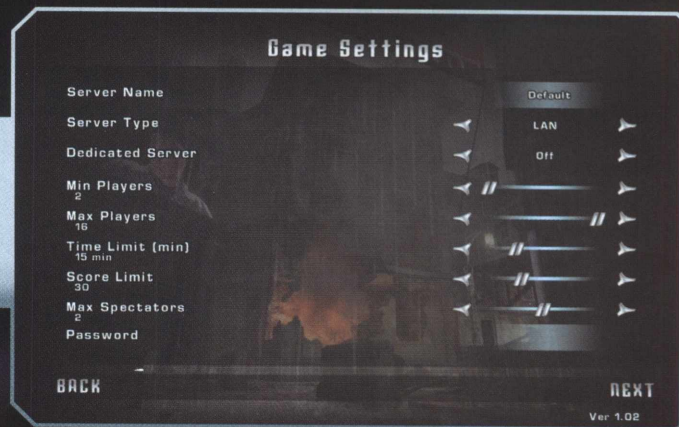 Game Settings
Server Name Default
Server Type LAN
Dedicated Server Off
Min Players
2
Max Players
16
Time Limit (min)
15 min
Score Limit
30
Max Spectators
2
Password
BACK NEXT
Ver 1.02